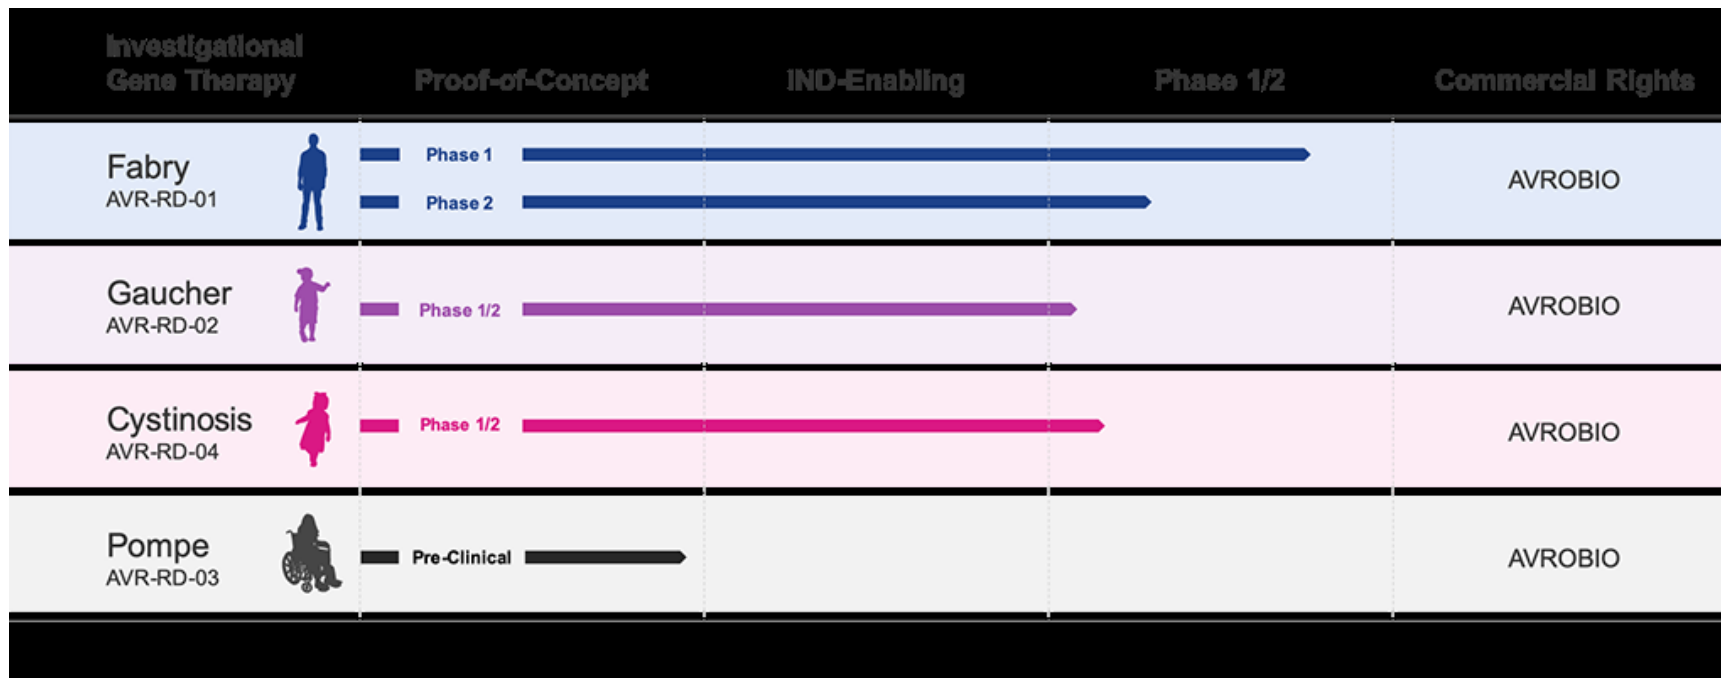 Investigational
Gene Therapy
Proof-of-Concept
IND-Enabling
Phase 1/2
Commercial Rights
Fabry
AVR-RD-01
Phase 1
Phase 2
AVROBIO
Gaucher
AVR-RD-02
Phase 1/2
AVROBIO
Cystinosis
AVR-RD-04
Phase 1/2
AVROBIO
Pompe
AVR-RD-03
Pre-Clinical
AVROBIO